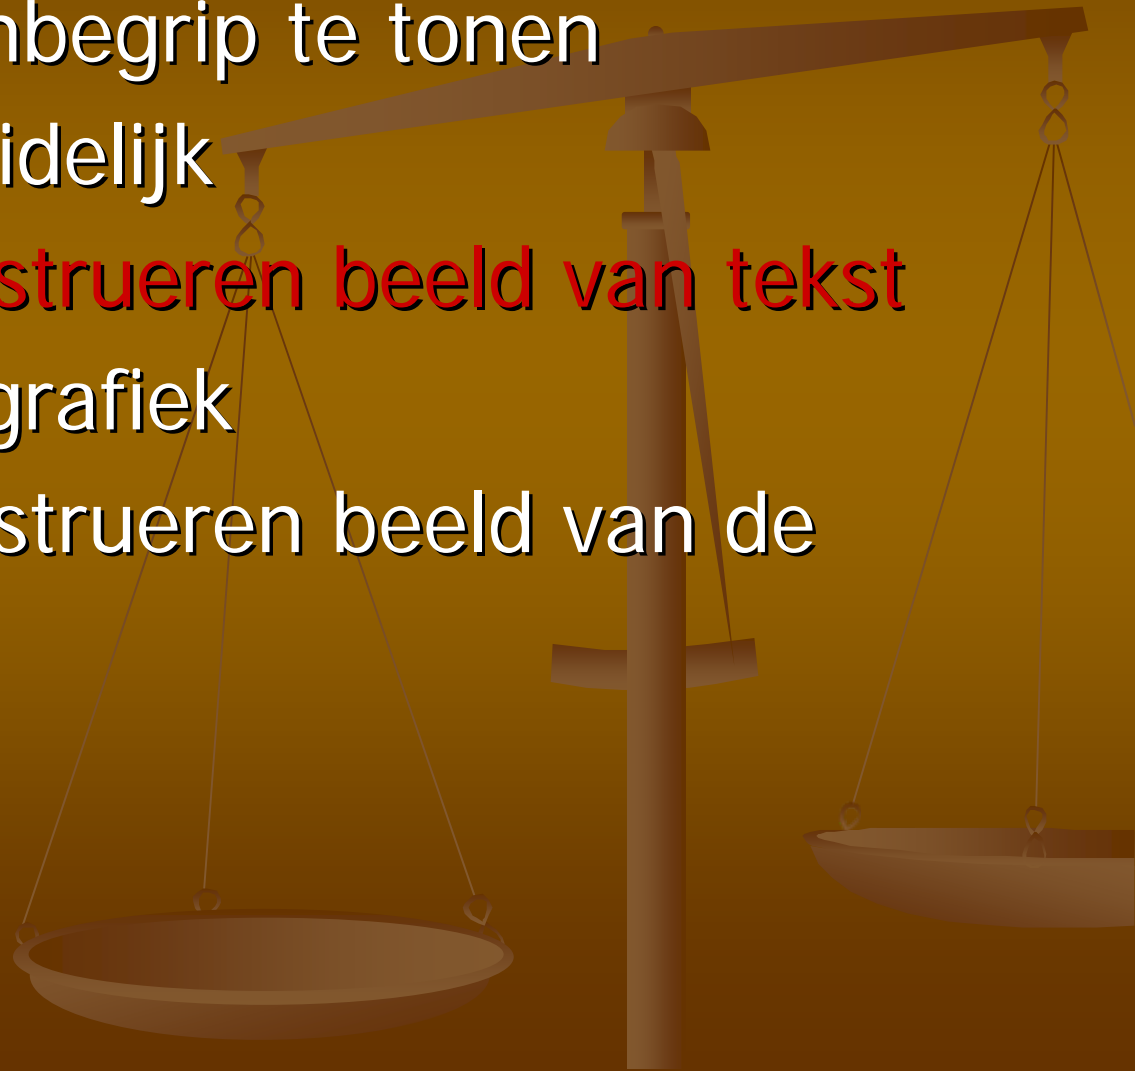 nbegrip te tonen
idelijk
strueren beeld van tekst
grafiek
strueren beeld van de